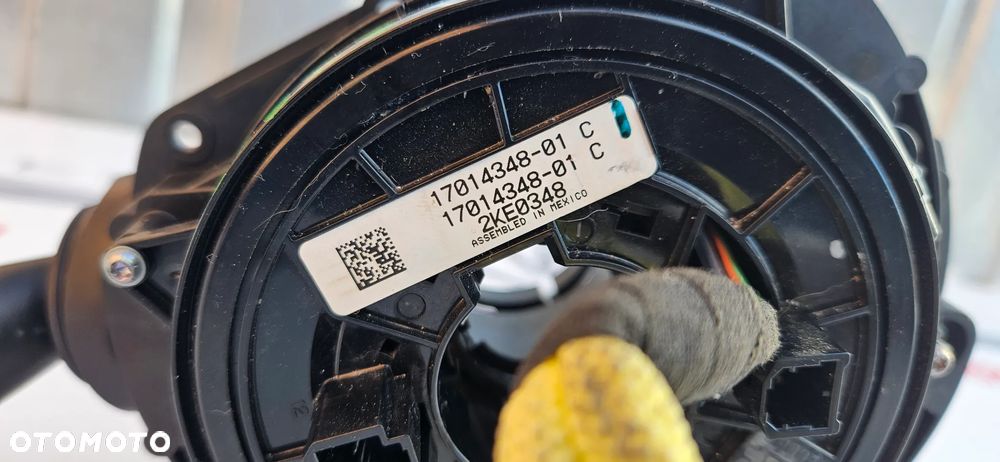 17014348-01 C
17014348-01 C
2KE0348
ASSEMBLED IN MEXICO
OTOMOTO